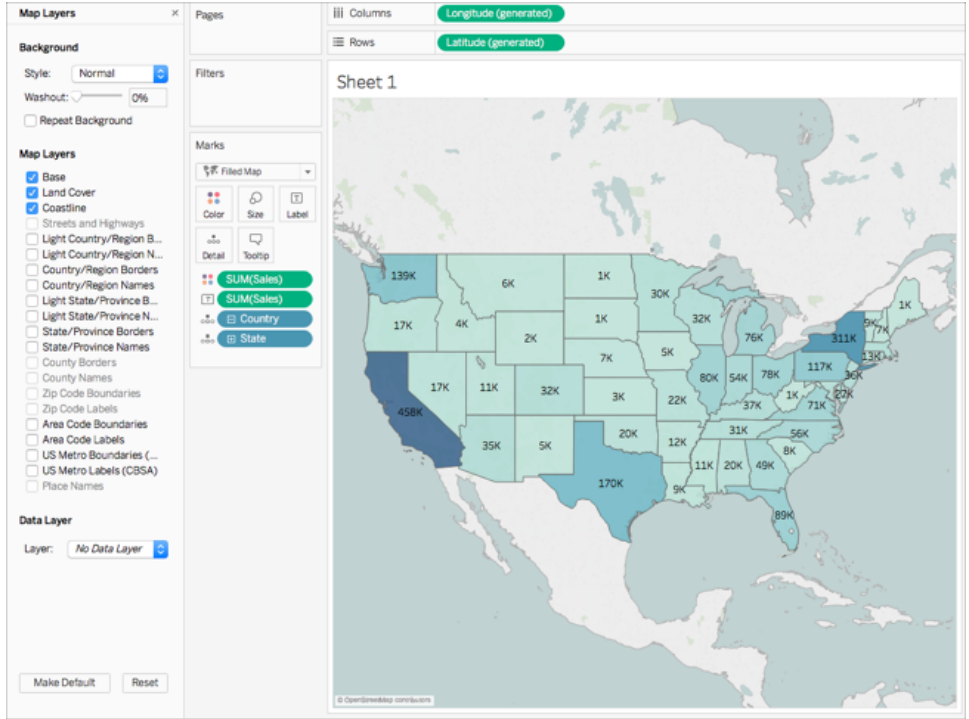 Map Layers ×
Background
Style: Normal
Washout: 0%
Repeat Background
Map Layers
Base
Land Cover
Coastline
Streets and Highways
Light Country/Region B...
Light Country/Region N...
Country/Region Borders
Country/Region Names
Light State/Province B...
Light State/Province N...
State/Province Borders
State/Province Names
County Borders
County Names
Zip Code Boundaries
Zip Code Labels
Area Code Boundaries
Area Code Labels
US Metro Boundaries (...
US Metro Labels (CBSA)
Place Names
Data Layer
Layer: No Data Layer
Make Default Reset
Pages
Filters
Marks
Filled Map
Color Size Label
Detail Tooltip
SUM(Sales)
SUM(Sales)
Country
State
Columns Longitude (generated)
Rows Latitude (generated)
Sheet 1
139K 6K 1K 30K 1K
17K 4K 2K 1K 32K 76K 311K 9K 7K
13K
17K 11K 32K 7K 5K 80K 54K 78K 117K 36K
458K 3K 22K 37K 1K 71K 27K
35K 5K 20K 12K 31K 56K
8K
170K 9K 11K 20K 49K
89K
© OpenStreetMap contributors